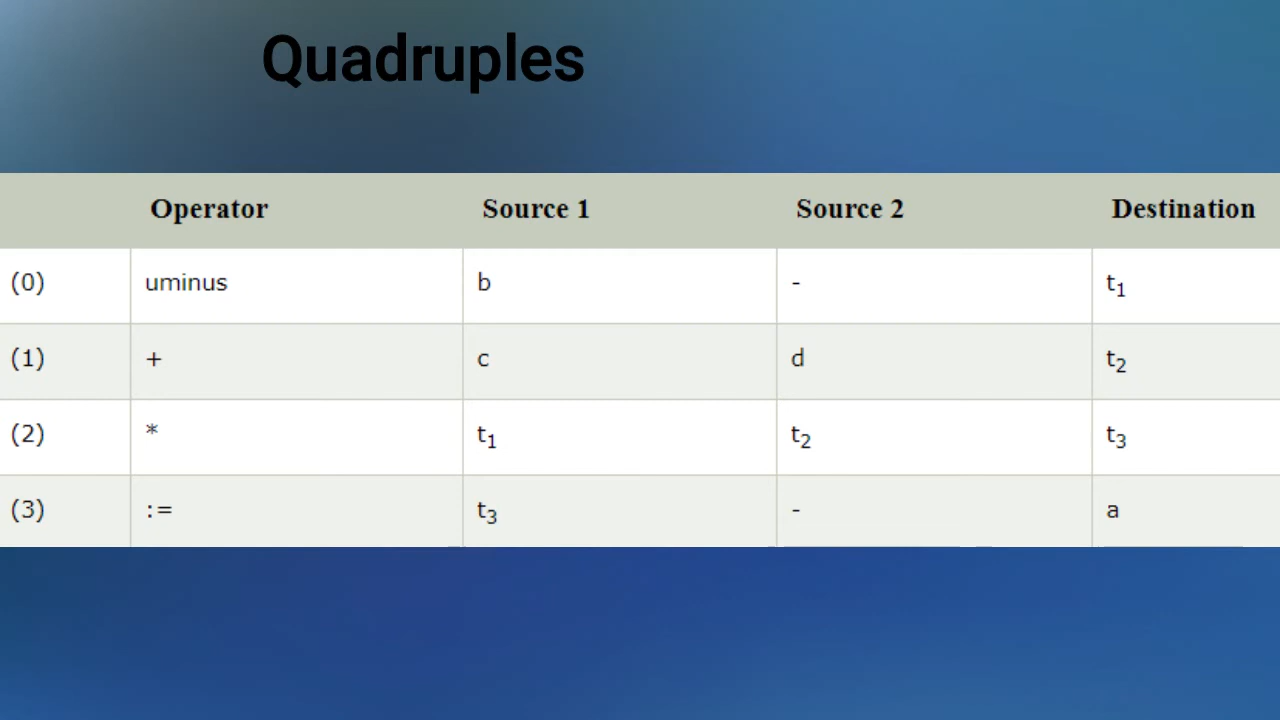 Quadruples
Operator Source 1 Source 2 Destination
(0) uminus b - t₁
(1) + c d t₂
(2) * t₁ t₂ t₃
(3) := t₃ - a